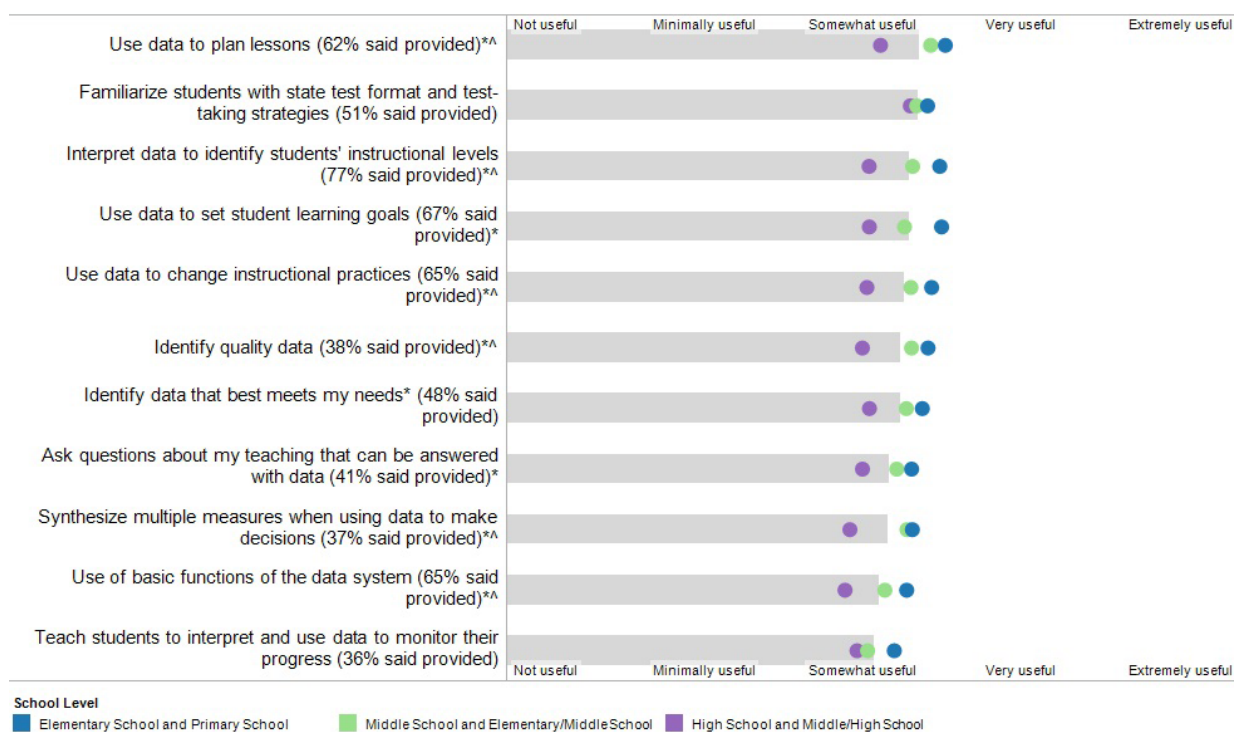 Not useful Minimally useful Somewhat useful Very useful Extremely useful
Use data to plan lessons (62% said provided)*^
Familiarize students with state test format and test-
taking strategies (51% said provided)
Interpret data to identify students' instructional levels
(77% said provided)*^
Use data to set student learning goals (67% said
provided)*
Use data to change instructional practices (65% said
provided)*^
Identify quality data (38% said provided)*^
Identify data that best meets my needs* (48% said
provided)
Ask questions about my teaching that can be answered
with data (41% said provided)*
Synthesize multiple measures when using data to make
decisions (37% said provided)*^
Use of basic functions of the data system (65% said
provided)*^
Teach students to interpret and use data to monitor their
progress (36% said provided)
Not useful Minimally useful Somewhat useful Very useful Extremely useful
School Level
Elementary School and Primary School Middle School and Elementary/Middle School High School and Middle/High School